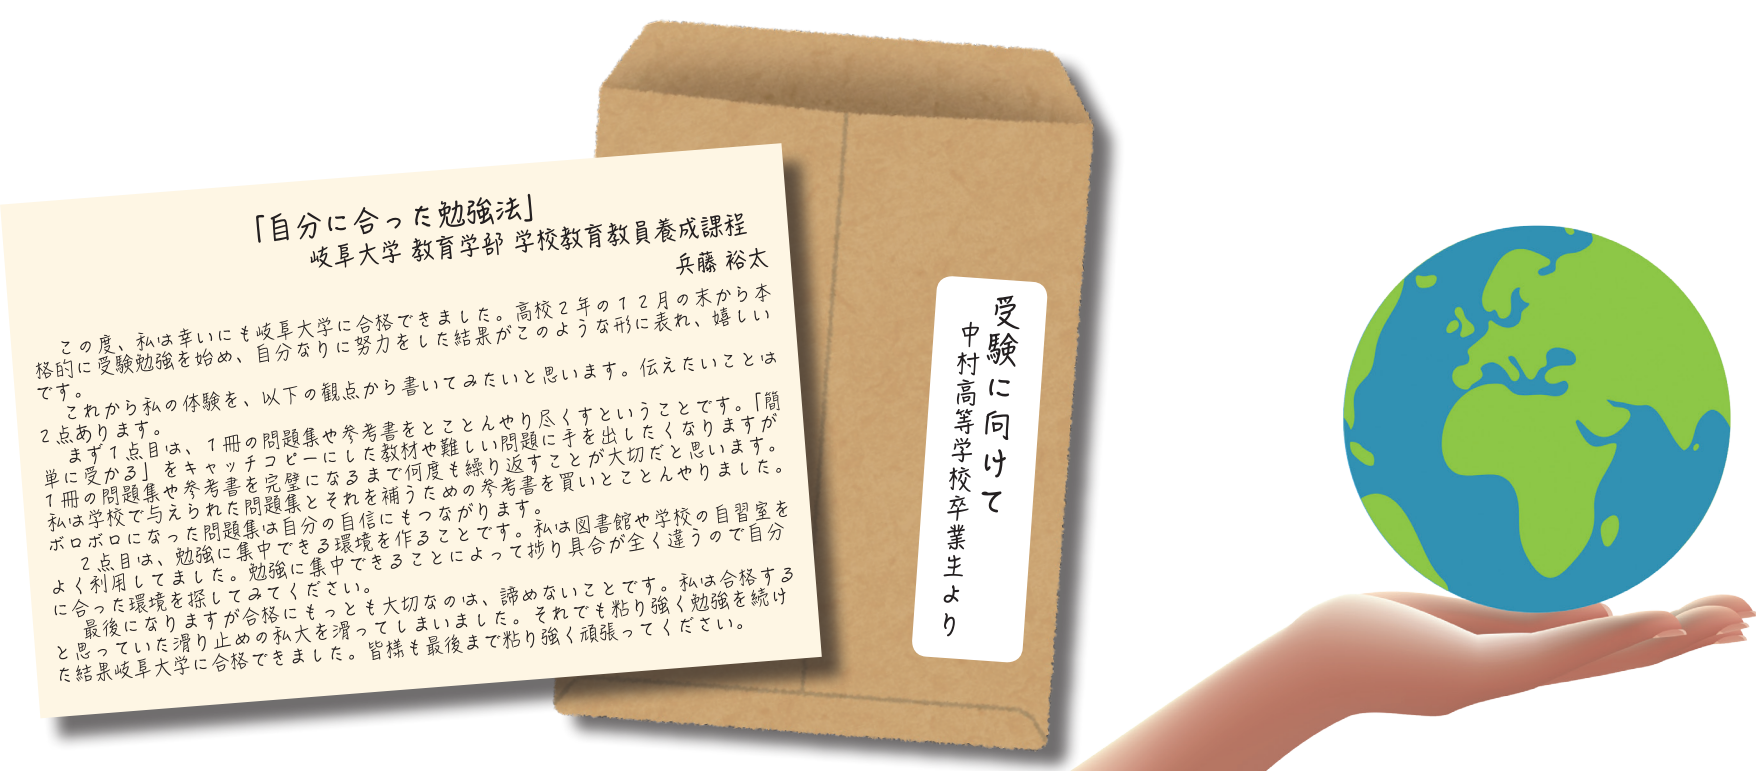 「自分に合った勉強法」
岐阜大学 教育学部 学校教育教員養成課程
兵藤 裕太
この度、私は幸いにも岐阜大学に合格できました。高校２年の１２月の末から本
格的に受験勉強を始め、自分なりに努力をした結果がこのような形に表れ、嬉しい
です。
これから私の体験を、以下の観点から書いてみたいと思います。伝えたいことは
２点あります。
まず１点目は、１冊の問題集や参考書をとことんやり尽くすということです。「簡
単に受かる」をキャッチコピーにした教材や難しい問題に手を出したくなりますが
１冊の問題集や参考書を完璧になるまで何度も繰り返すことが大切だと思います。
私は学校で与えられた問題集とそれを補うための参考書を買いとことんやりました。
ボロボロになった問題集は自分の自信にもつながります。
２点目は、勉強に集中できる環境を作ることです。私は図書館や学校の自習室を
よく利用してました。勉強に集中できることによって捗り具合が全く違うので自分
に合った環境を探してみてください。
最後になりますが合格にもっとも大切なのは、諦めないことです。私は合格する
と思っていた滑り止めの私大を滑ってしまいました。それでも粘り強く勉強を続け
た結果岐阜大学に合格できました。皆様も最後まで粘り強く頑張ってください。
受験に向けて
中村高等学校卒業生より